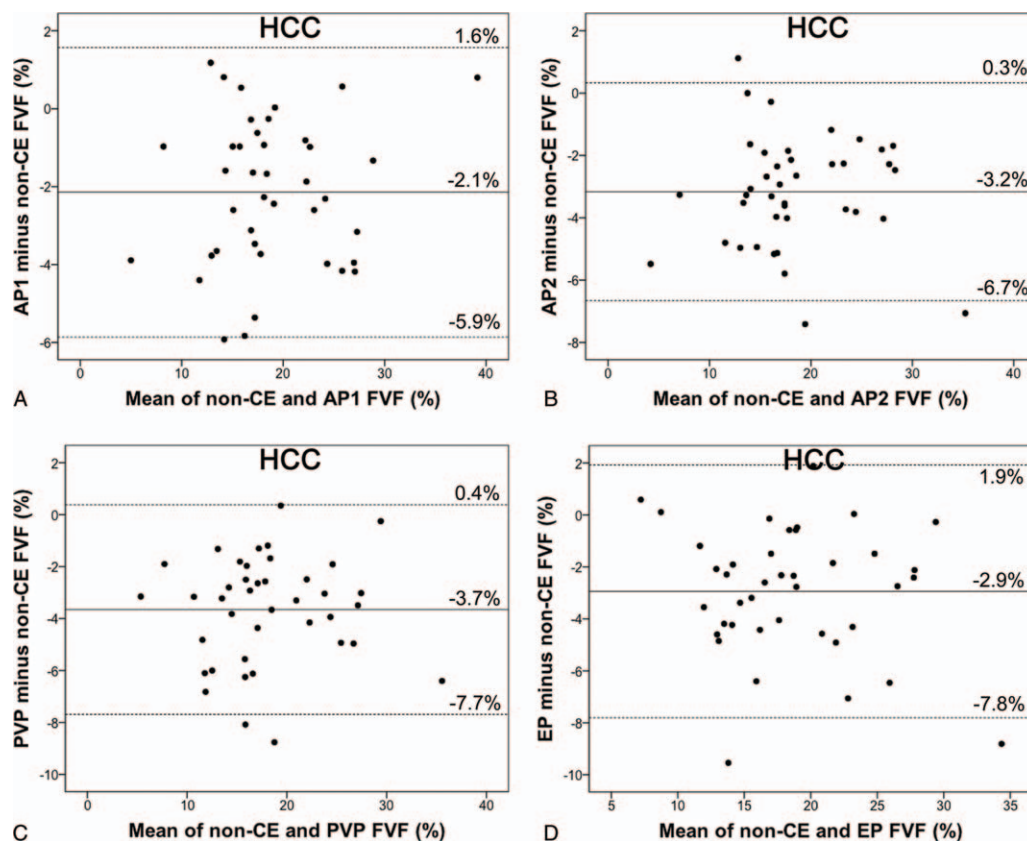 HCC
1.6%
-2.1%
-5.9%
2
0
-2
-4
-6
AP1 minus non-CE FVF (%)
0 10 20 30 40
Mean of non-CE and AP1 FVF (%)
A
HCC
0.3%
-3.2%
-6.7%
2
0
-2
-4
-6
-8
AP2 minus non-CE FVF (%)
0 10 20 30 40
Mean of non-CE and AP2 FVF (%)
B
HCC
0.4%
-3.7%
-7.7%
2
0
-2
-4
-6
-8
-10
PVP minus non-CE FVF (%)
0 10 20 30 40
Mean of non-CE and PVP FVF (%)
C
HCC
1.9%
-2.9%
-7.8%
2
0
-2
-4
-6
-8
-10
EP minus non-CE FVF (%)
5 10 15 20 25 30 35
Mean of non-CE and EP FVF (%)
D